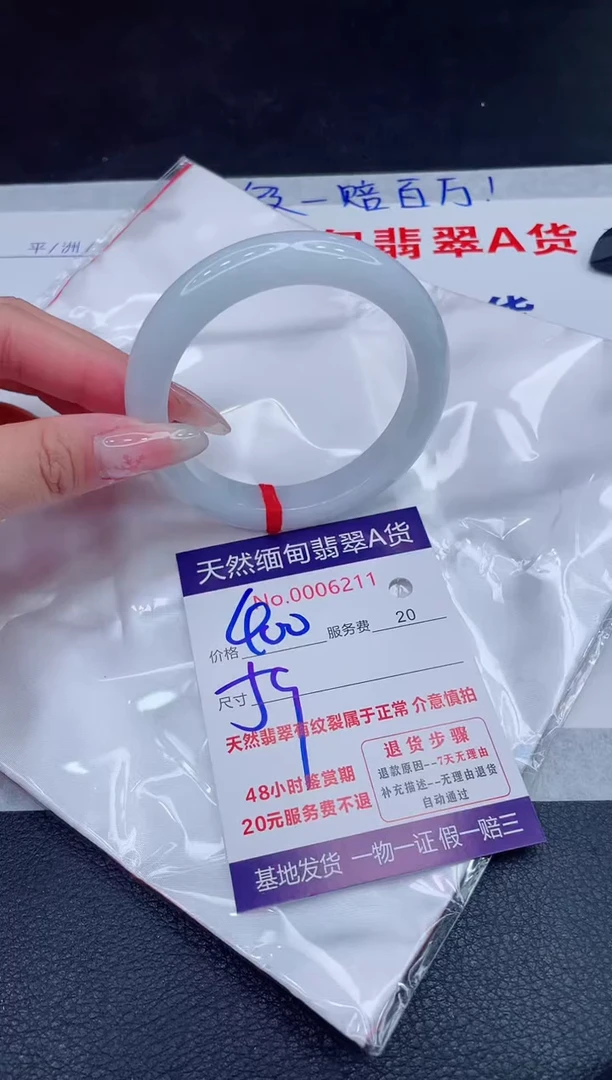 一赔百万！
平/洲/
翡翠A货
货
天然缅甸翡翠A货
No.0006211
价格 400 服务费 20
尺寸 59
天然翡翠有纹裂属于正常 介意慎拍
48小时鉴赏期
20元服务费不退
退货步骤
退款原因--7天无理由
补充描述--无理由退货
自动通过
基地发货 一物一证 假一赔三